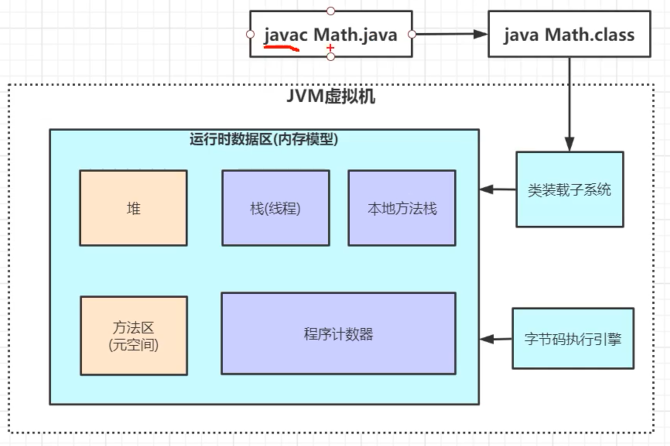 javac Math.java
java Math.class
JVM虚拟机
运行时数据区(内存模型)
堆
栈(线程)
本地方法栈
类装载子系统
方法区
(元空间)
程序计数器
字节码执行引擎